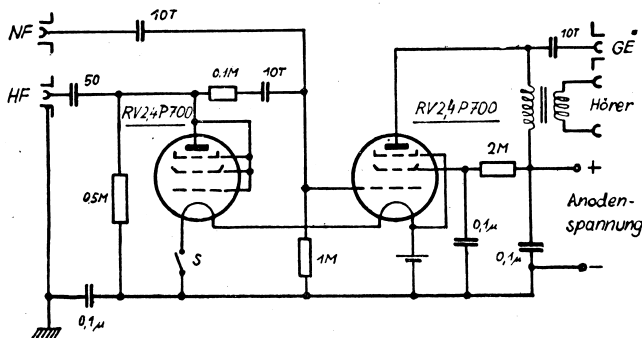 NF
10T
10T
GE
HF
50
0.1M
10T
RV2,4P700
RV2,4P700
Hörer
0.5M
2M
+
Anoden-
spannung
S
1M
0,1µ
0,1µ
−
0,1µ